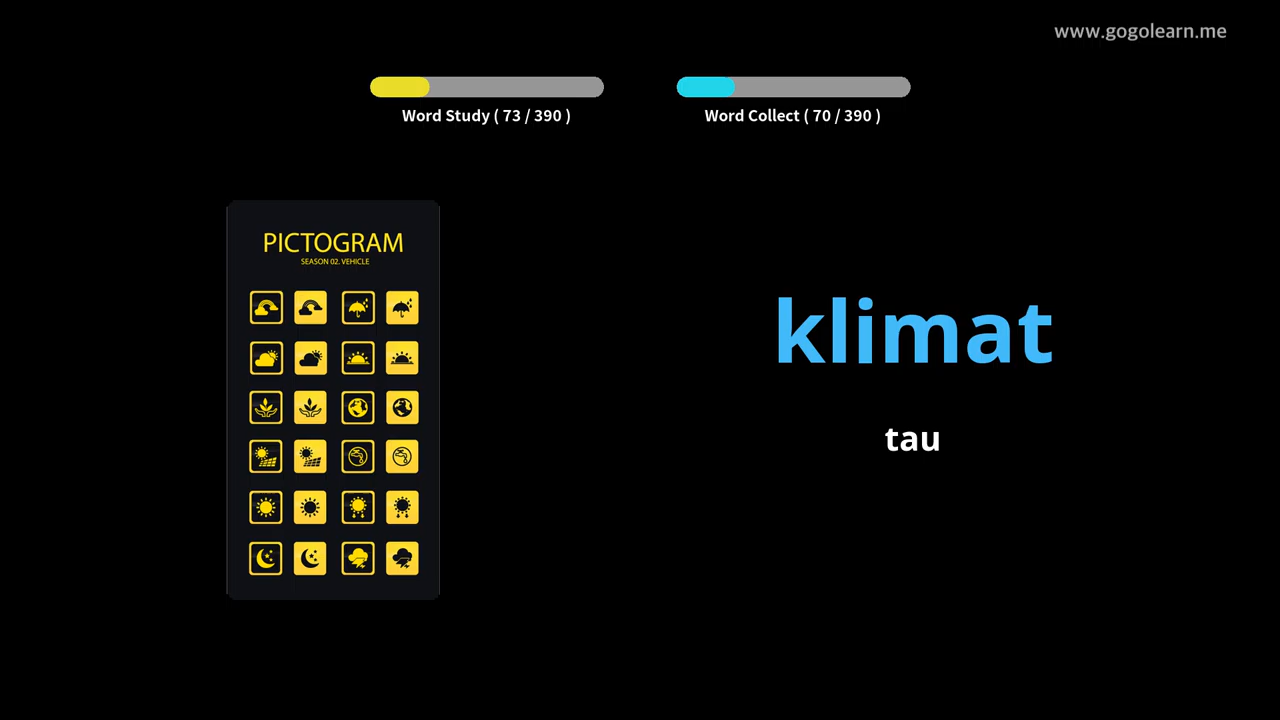 www.gogolearn.me
Word Study ( 73 / 390 )
Word Collect ( 70 / 390 )
PICTOGRAM
SEASON 02. VEHICLE
klimat
tau